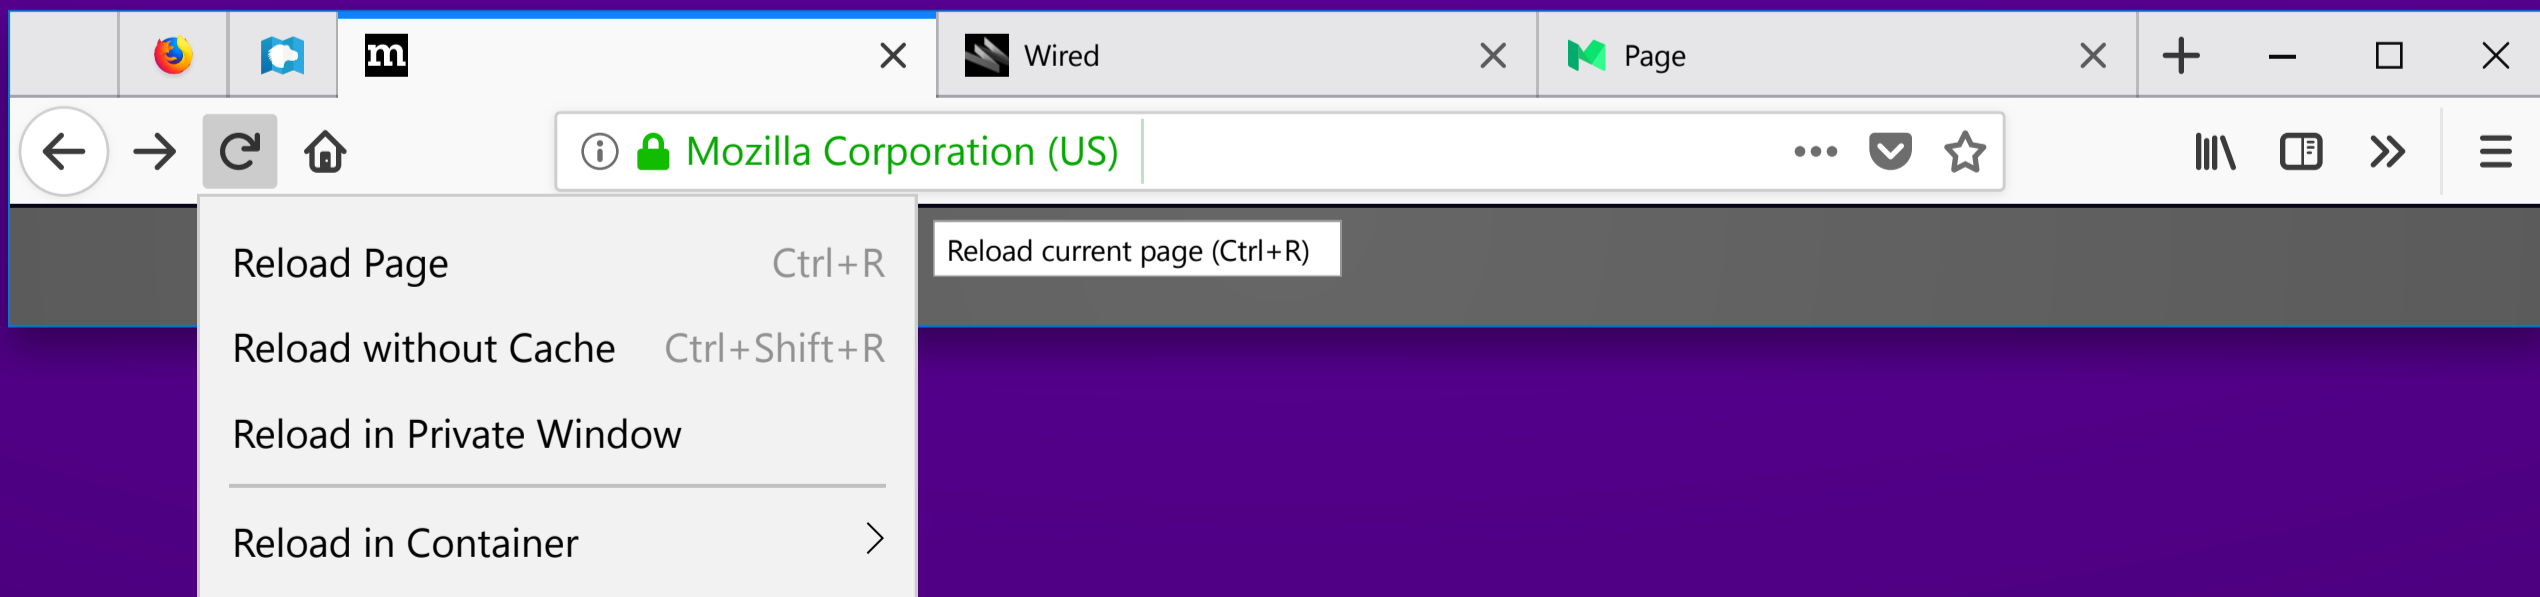 m
Wired
Page
Mozilla Corporation (US)
Reload current page (Ctrl+R)
Reload Page Ctrl+R
Reload without Cache Ctrl+Shift+R
Reload in Private Window
Reload in Container